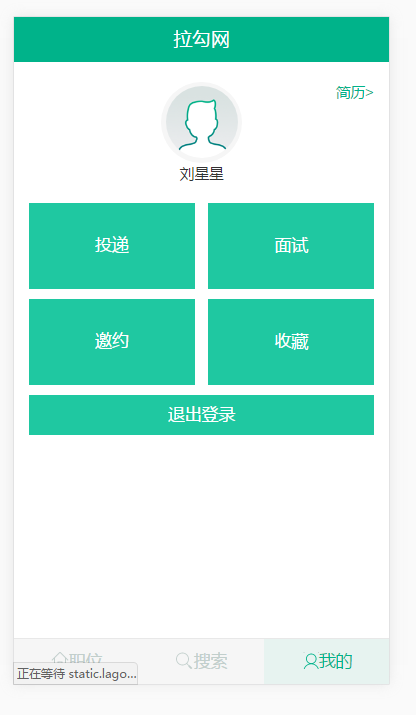 拉勾网
简历>
刘星星
投递
面试
邀约
收藏
退出登录
职位
搜索
我的
正在等待 static.lago...